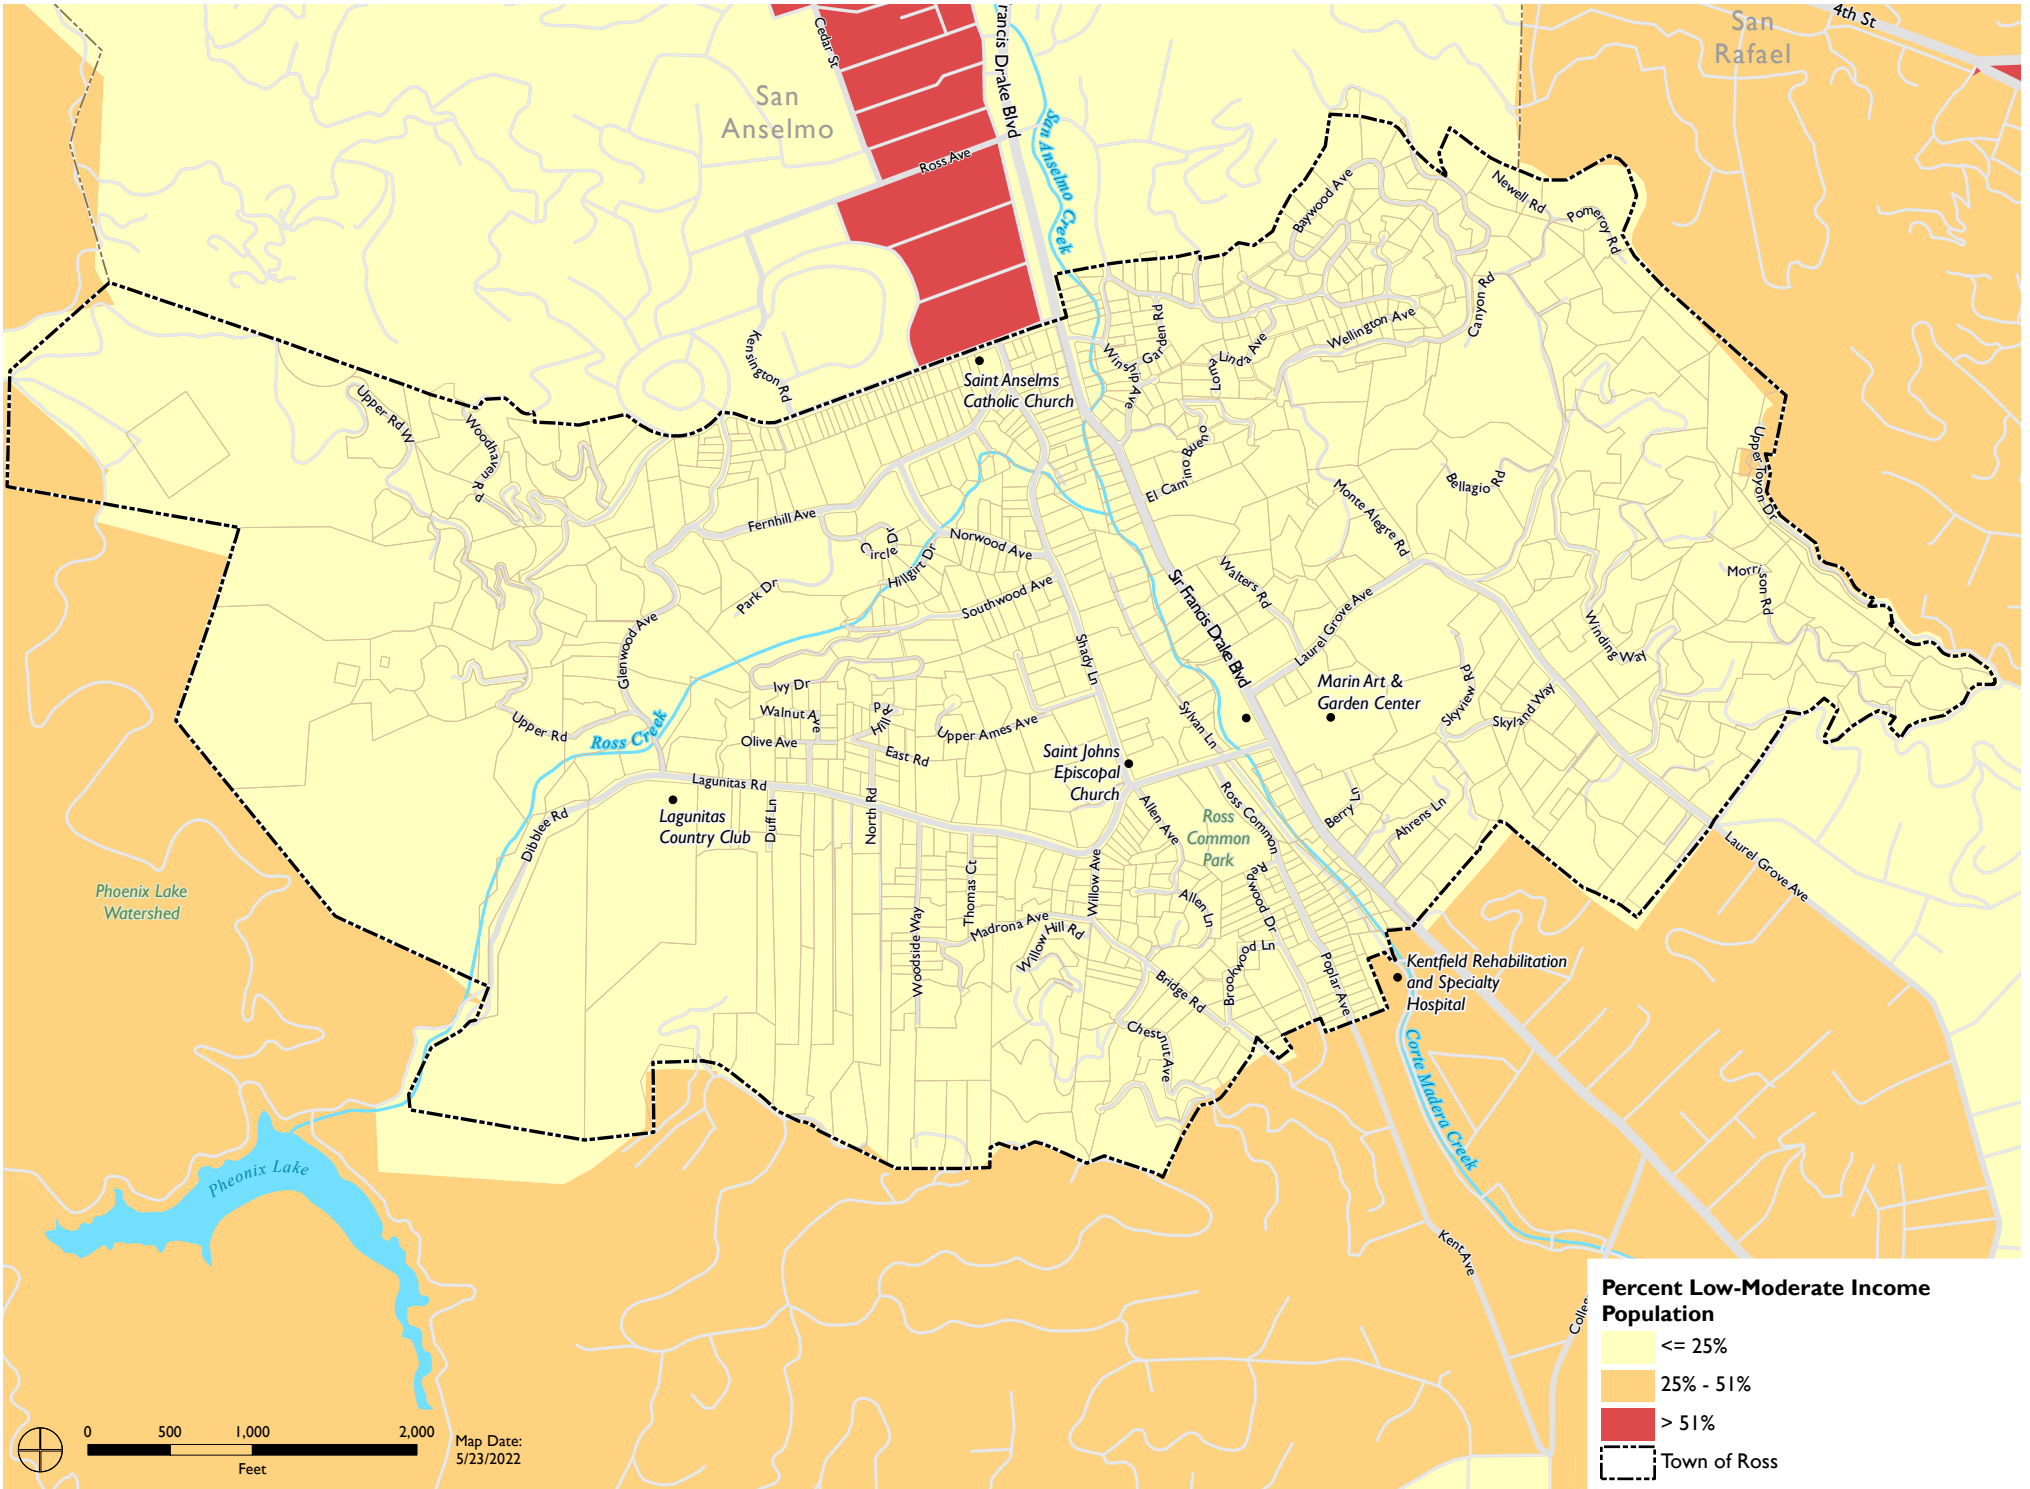 4th St
San
Rafael
Cedar St
rancis Drake Blvd
San
Anselmo
San Anselmo Creek
Ross Ave
Baywood Ave
Newell Rd
Pomeroy Rd
Canyon Rd
Garden Rd
Winship Ave
Loma Linda Ave
Wellington Ave
Kensington Rd
Saint Anselms
Catholic Church
Upper Rd W
Woodhaven Rd
El Camino Bueno
Bellagio Rd
Upper Toyon Dr
Monte Alegre Rd
Fernhill Ave
Circle Dr
Norwood Ave
Hillgirt Dr
Park Dr
Southwood Ave
Walters Rd
Sir Francis Drake Blvd
Laurel Grove Ave
Morrison Rd
Winding Way
Glenwood Ave
Shady Ln
Ivy Dr
Walnut Ave
Hill Rd
Olive Ave
East Rd
Upper Ames Ave
Sylvan Ln
Marin Art &
Garden Center
Skyview Rd
Skyland Way
Upper Rd
Ross Creek
Saint Johns
Episcopal
Church
Lagunitas Rd
Lagunitas
Country Club
Dibblee Rd
Duff Ln
North Rd
Allen Ave
Ross Common
Ross
Common
Park
Berry Ln
Ahrens Ln
Laurel Grove Ave
Phoenix Lake
Watershed
Thomas Ct
Willow Ave
Redwood Dr
Allen Ln
Woodside Way
Madrona Ave
Willow Hill Rd
Brookwood Ln
Bridge Rd
Poplar Ave
Kentfield Rehabilitation
and Specialty
Hospital
Chestnut Ave
Corte Madera Creek
Pheonix Lake
Kent Ave
Colleg
Percent Low-Moderate Income
Population
<= 25%
25% - 51%
> 51%
Town of Ross
0 500 1,000 2,000
Feet
Map Date:
5/23/2022